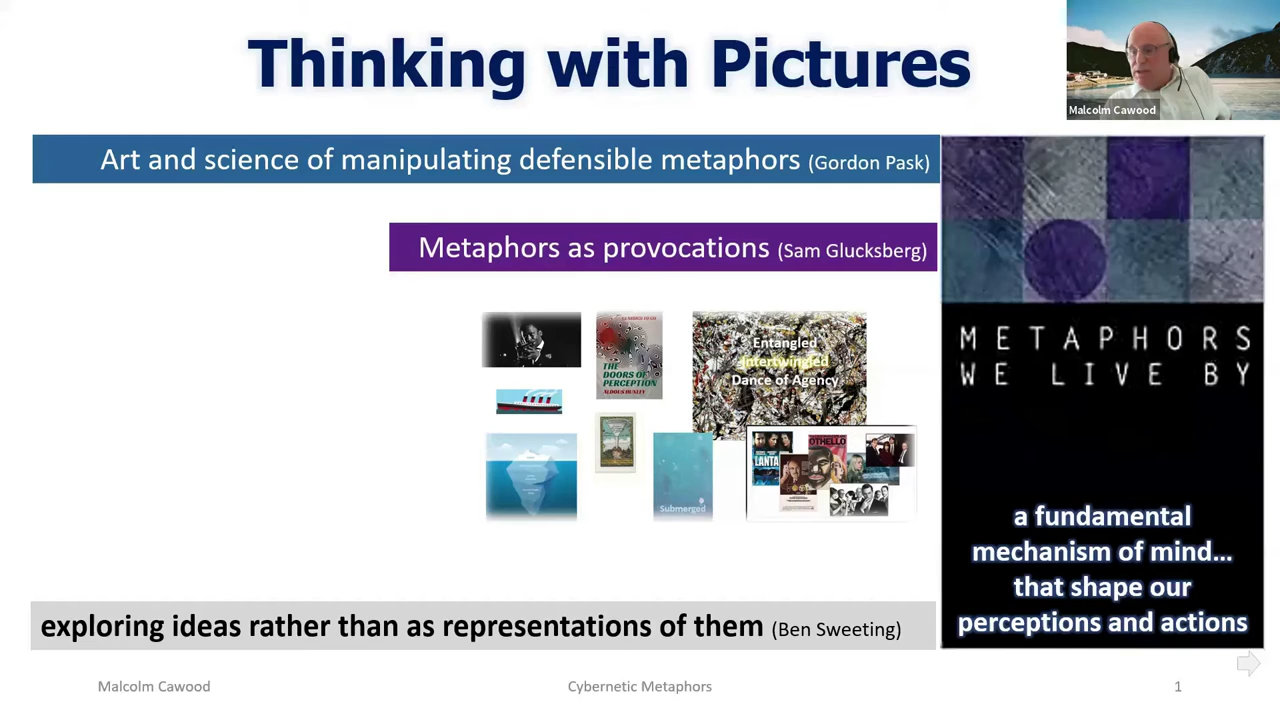 Thinking with Pictures
Malcolm Cawood
Art and science of manipulating defensible metaphors (Gordon Pask)
Metaphors as provocations (Sam Glucksberg)
THE
DOORS OF
PERCEPTION
ALDOUS HUXLEY
Entangled
Intertwingled
Dance of Agency
LANTA
OTHELLO
Submerged
METAPHORS
WE LIVE BY
a fundamental
mechanism of mind...
that shape our
perceptions and actions
exploring ideas rather than as representations of them (Ben Sweeting)
Malcolm Cawood
Cybernetic Metaphors
1